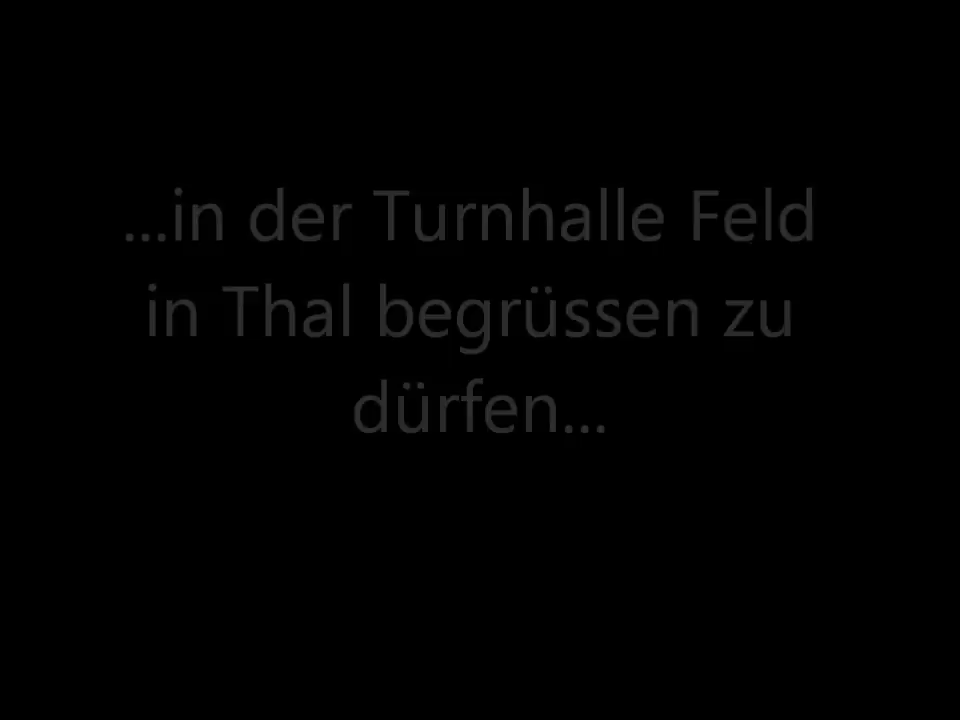 ...in der Turnhalle Feld
in Thal begrüssen zu
dürfen...